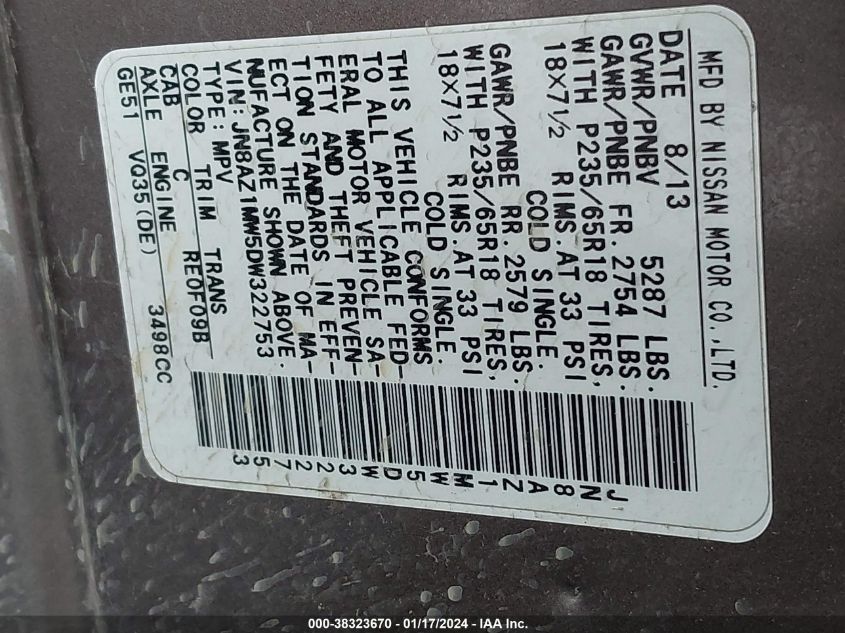 MFD BY NISSAN MOTOR CO.,LTD.
DATE 8/13
GVWR/PNBV 5287 LBS.
GAWR/PNBE FR. 2754 LBS.
WITH P235/65R18 TIRES,
18X7½ RIMS.AT 33 PSI
COLD SINGLE.
GAWR/PNBE RR. 2579 LBS.
WITH P235/65R18 TIRES,
18X7½ RIMS.AT 33 PSI
COLD SINGLE.
THIS VEHICLE CONFORMS
TO ALL APPLICABLE FED-
ERAL MOTOR VEHICLE SA-
FETY AND THEFT PREVEN-
TION STANDARDS IN EFF-
ECT ON THE DATE OF MA-
NUFACTURE SHOWN ABOVE.
VIN: JN8AZ1MW5DW322753
TYPE: MPV
COLOR TRIM TRANS
C RE0F09B
CAB ENGINE 3498CC
AXLE VQ35(DE)
GE51
JN8AZ1MW5DW322753
000-38323670 - 01/17/2024 - IAA Inc.